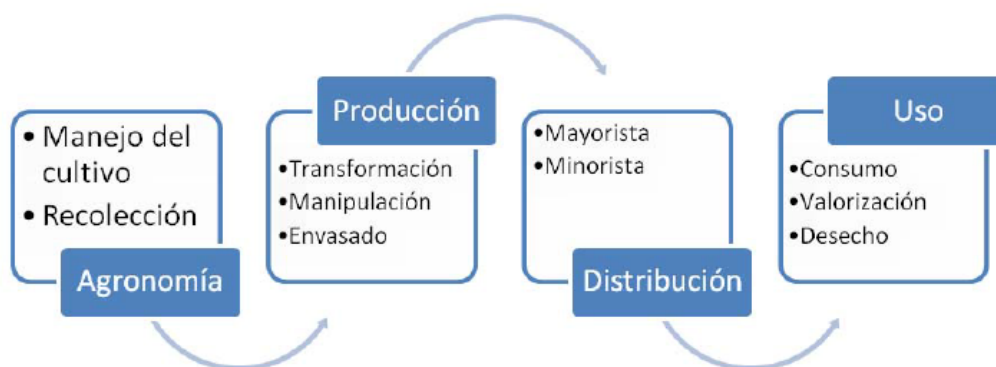 • Manejo del
cultivo
• Recolección
Agronomía
Producción
•Transformación
•Manipulación
•Envasado
•Mayorista
•Minorista
Distribución
Uso
•Consumo
•Valorización
•Desecho